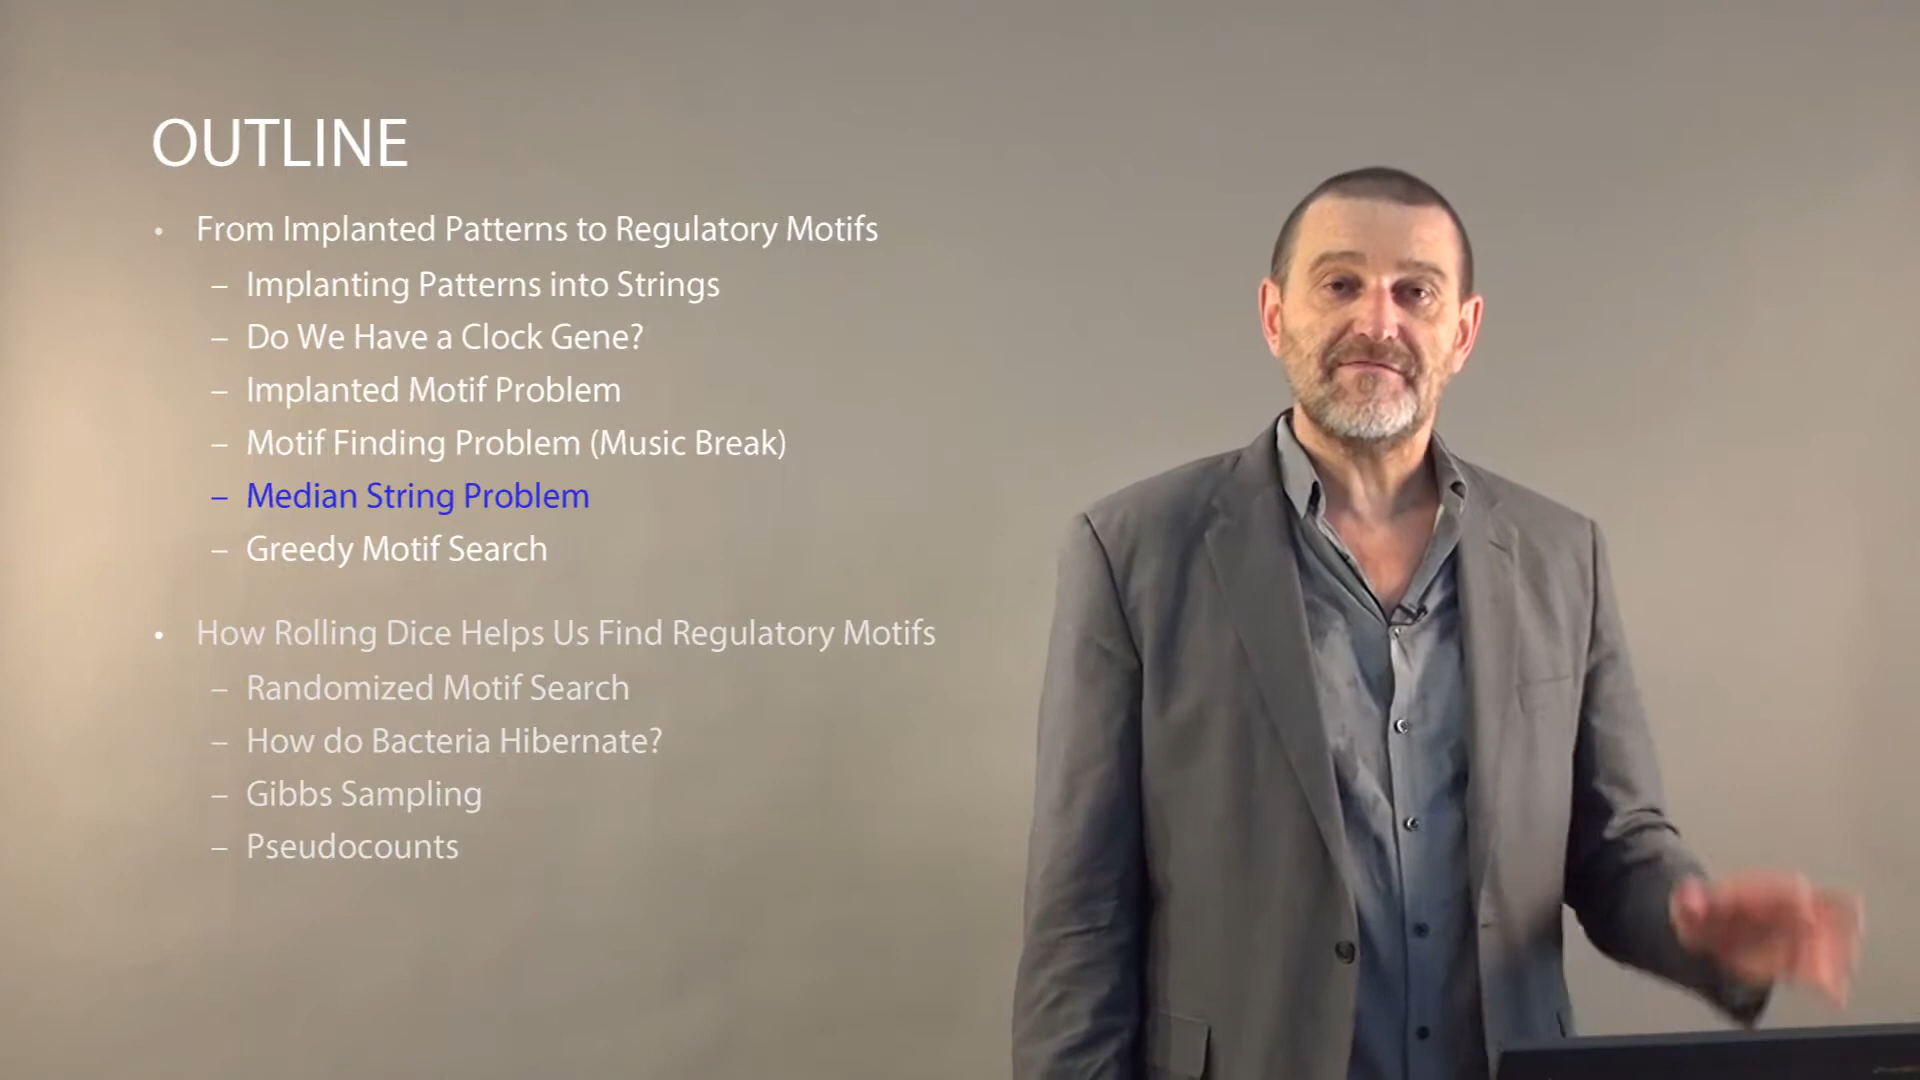 OUTLINE
• From Implanted Patterns to Regulatory Motifs
– Implanting Patterns into Strings
– Do We Have a Clock Gene?
– Implanted Motif Problem
– Motif Finding Problem (Music Break)
– Median String Problem
– Greedy Motif Search
• How Rolling Dice Helps Us Find Regulatory Motifs
– Randomized Motif Search
– How do Bacteria Hibernate?
– Gibbs Sampling
– Pseudocounts